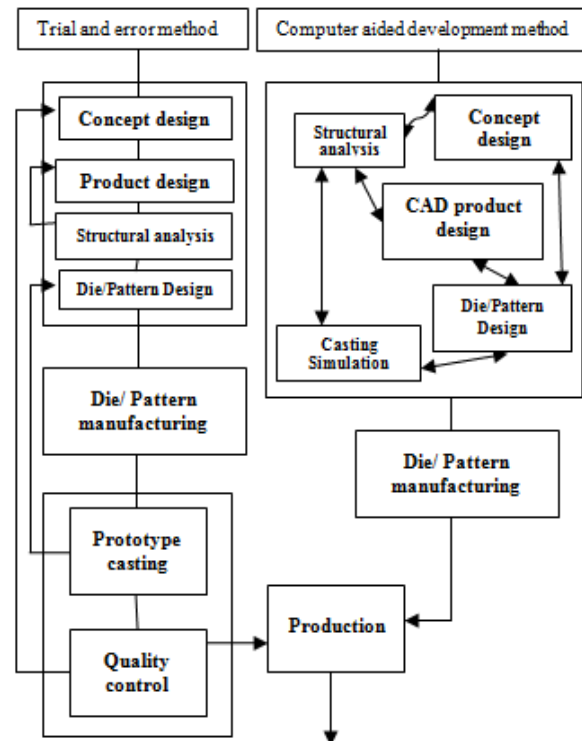 Trial and error method
Computer aided development method
Concept design
Product design
Structural analysis
Die/Pattern Design
Die/ Pattern
manufacturing
Prototype
casting
Quality
control
Structural
analysis
Concept
design
CAD product
design
Die/Pattern
Design
Casting
Simulation
Die/ Pattern
manufacturing
Production